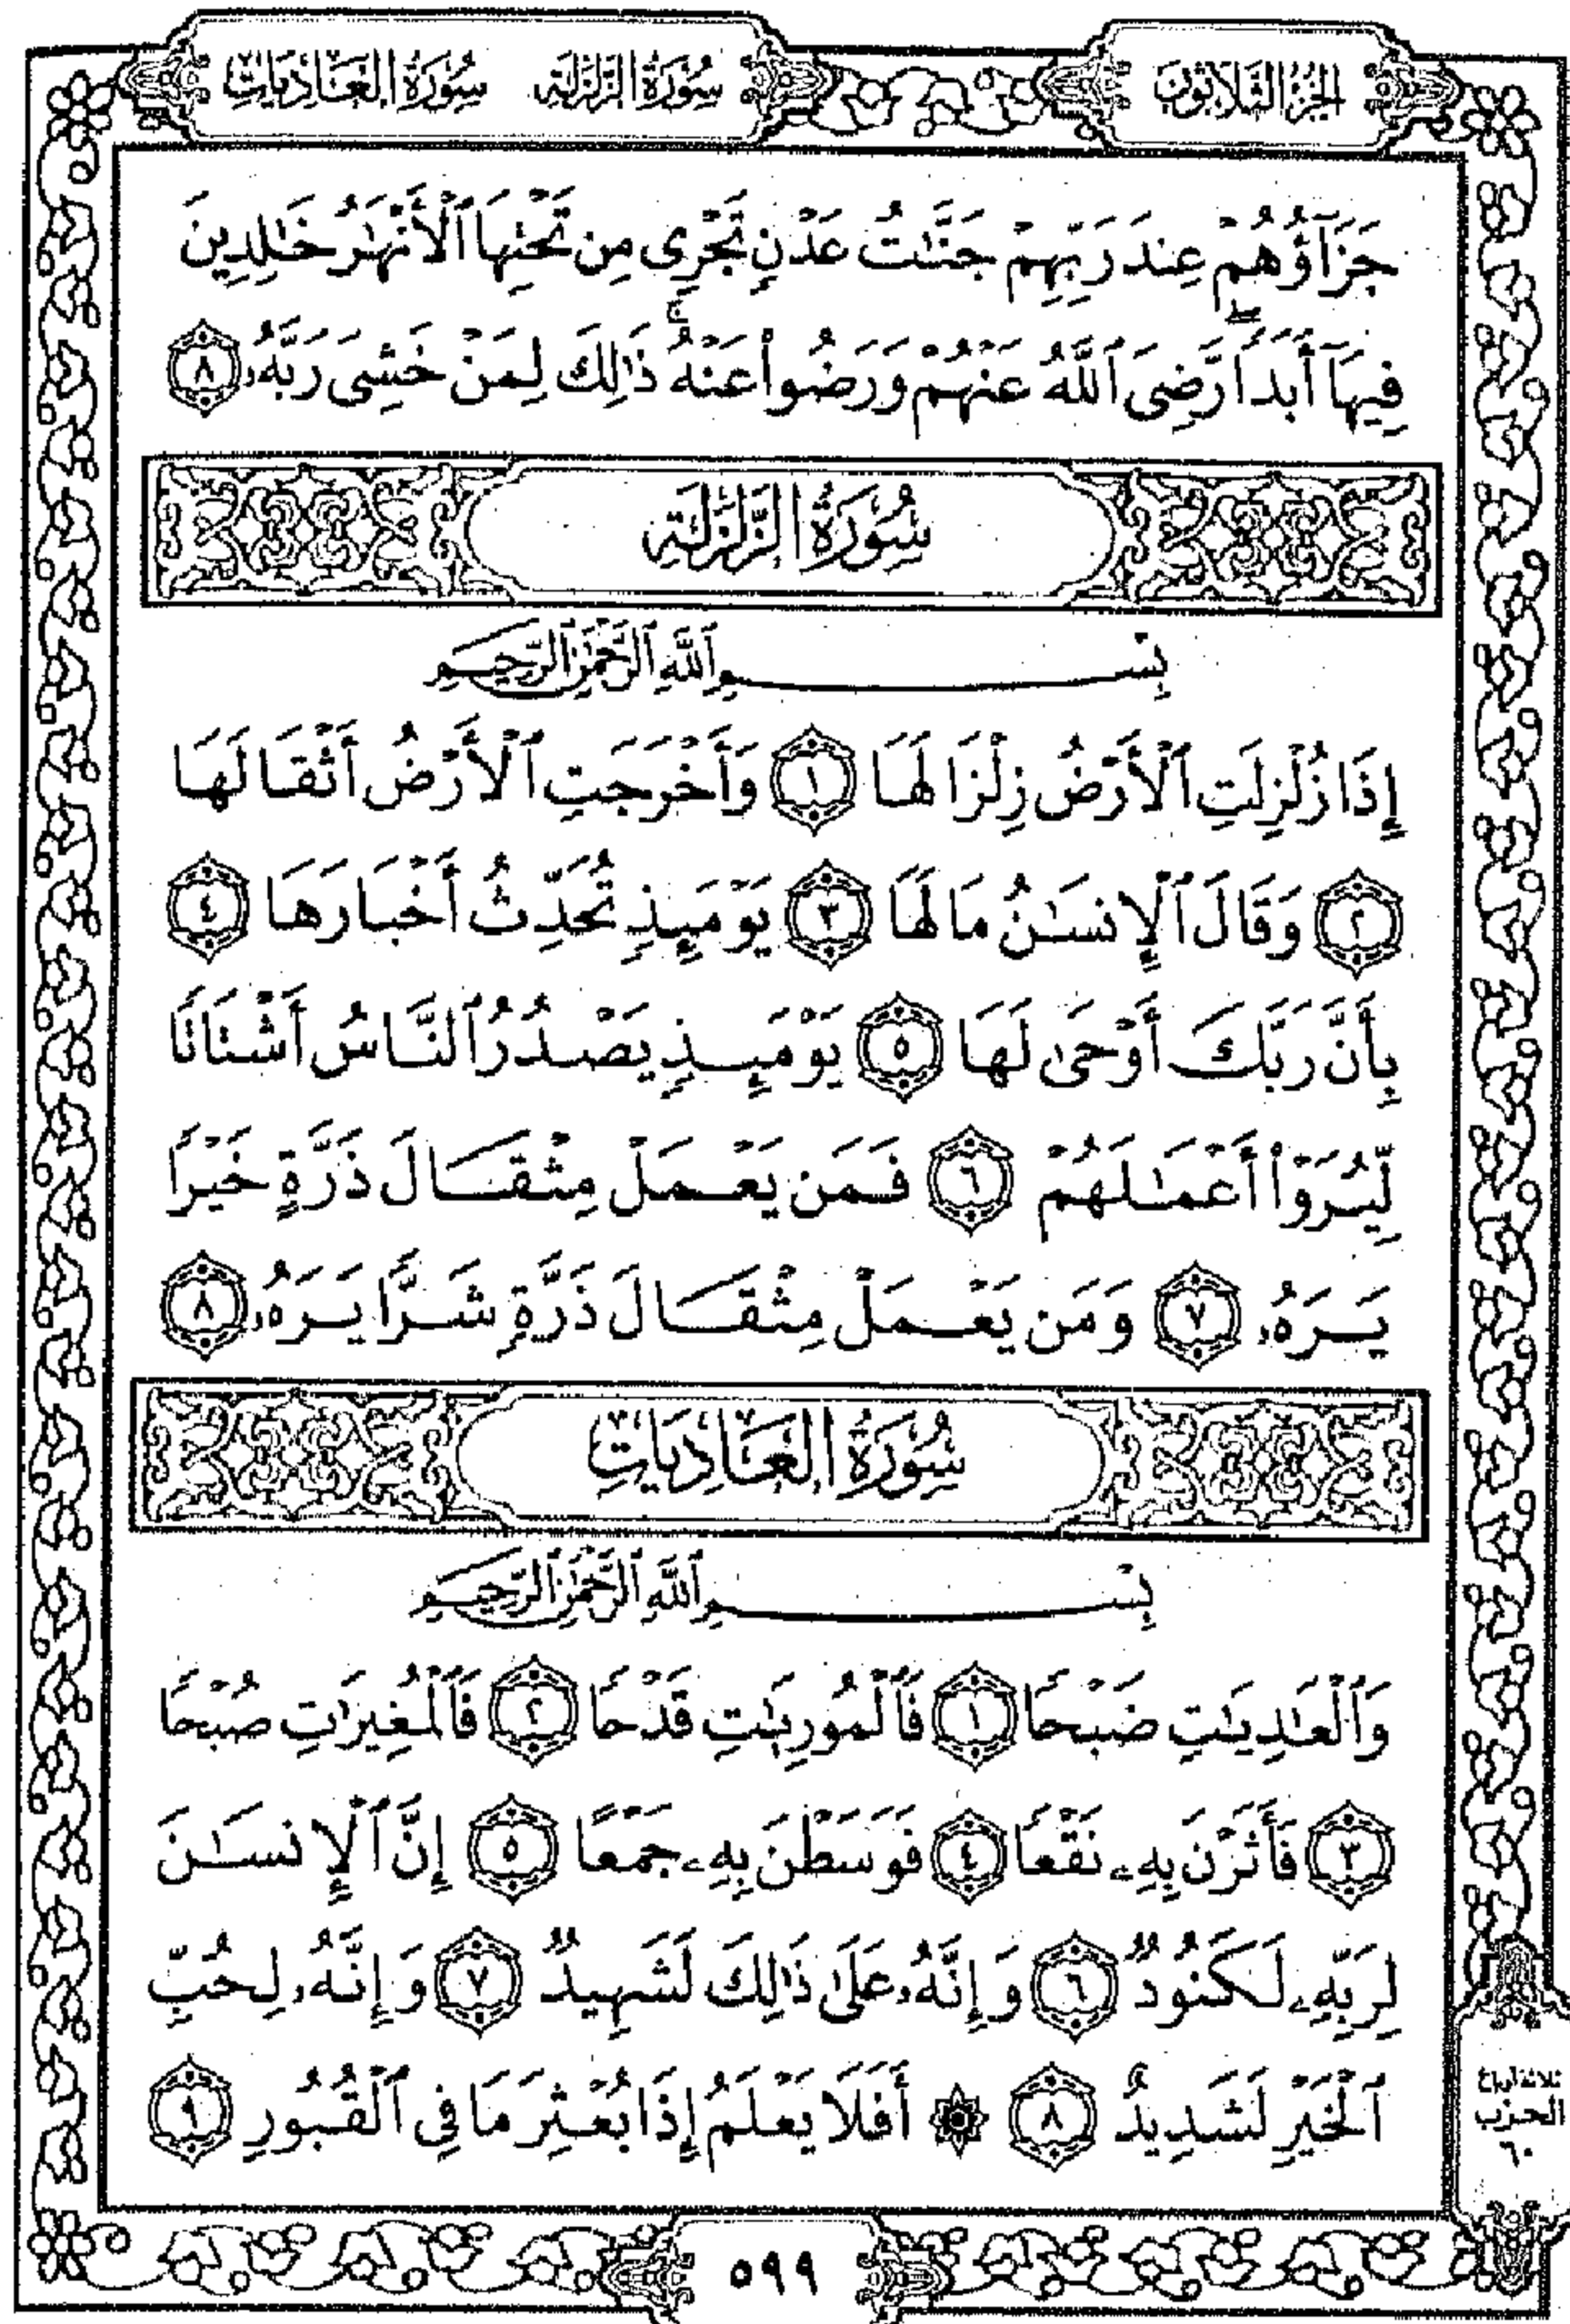 الجزء الثلاثون
سورة الزلزلة   سورة العاديات
جَزَآؤُهُمْ عِندَ رَبِّهِمْ جَنَّـٰتُ عَدْنٍ تَجْرِى مِن تَحْتِهَا ٱلْأَنْهَـٰرُ خَـٰلِدِينَ
فِيهَآ أَبَدًا ۖ رَّضِىَ ٱللَّهُ عَنْهُمْ وَرَضُوا۟ عَنْهُ ۚ ذَٰلِكَ لِمَنْ خَشِىَ رَبَّهُۥ ٨
سُورَةُ الزَّلْزَلَةِ
بِسْمِ ٱللَّهِ ٱلرَّحْمَـٰنِ ٱلرَّحِيمِ
إِذَا زُلْزِلَتِ ٱلْأَرْضُ زِلْزَالَهَا ١ وَأَخْرَجَتِ ٱلْأَرْضُ أَثْقَالَهَا
٢ وَقَالَ ٱلْإِنسَـٰنُ مَا لَهَا ٣ يَوْمَئِذٍ تُحَدِّثُ أَخْبَارَهَا ٤
بِأَنَّ رَبَّكَ أَوْحَىٰ لَهَا ٥ يَوْمَئِذٍ يَصْدُرُ ٱلنَّاسُ أَشْتَاتًا
لِّيُرَوْا۟ أَعْمَـٰلَهُمْ ٦ فَمَن يَعْمَلْ مِثْقَالَ ذَرَّةٍ خَيْرًا
يَرَهُۥ ٧ وَمَن يَعْمَلْ مِثْقَالَ ذَرَّةٍ شَرًّا يَرَهُۥ ٨
سُورَةُ العَادِيَاتِ
بِسْمِ ٱللَّهِ ٱلرَّحْمَـٰنِ ٱلرَّحِيمِ
وَٱلْعَـٰدِيَـٰتِ ضَبْحًا ١ فَٱلْمُورِيَـٰتِ قَدْحًا ٢ فَٱلْمُغِيرَٰتِ صُبْحًا
٣ فَأَثَرْنَ بِهِۦ نَقْعًا ٤ فَوَسَطْنَ بِهِۦ جَمْعًا ٥ إِنَّ ٱلْإِنسَـٰنَ
لِرَبِّهِۦ لَكَنُودٌ ٦ وَإِنَّهُۥ عَلَىٰ ذَٰلِكَ لَشَهِيدٌ ٧ وَإِنَّهُۥ لِحُبِّ
ٱلْخَيْرِ لَشَدِيدٌ ٨ ۞ أَفَلَا يَعْلَمُ إِذَا بُعْثِرَ مَا فِى ٱلْقُبُورِ ٩
ثلاثة أرباع
الحزب
٦٠
٥٩٩